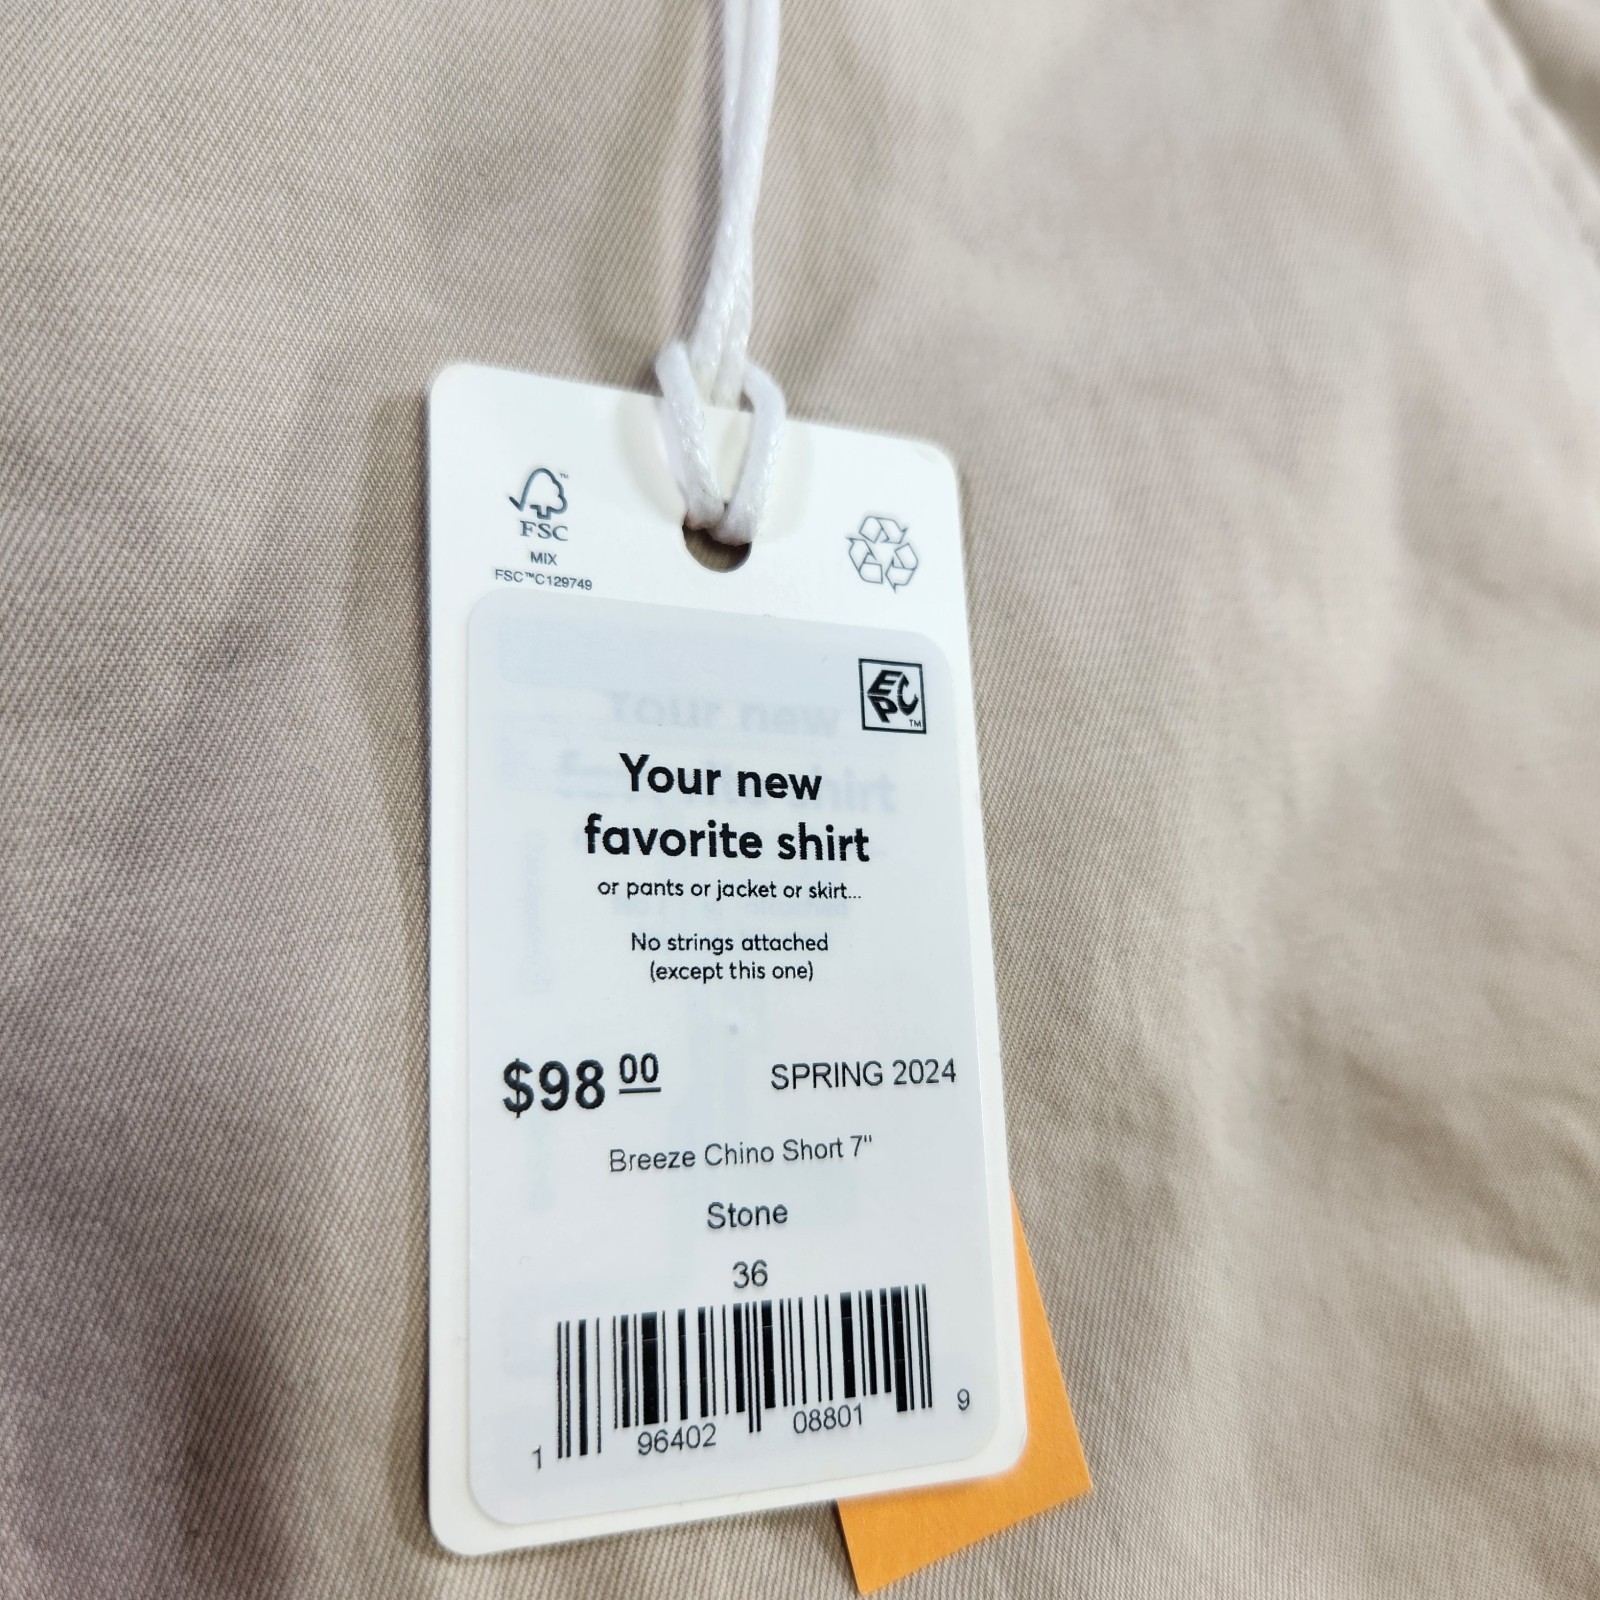 FSC
MIX
FSC™C129749
EPC™
Your new
favorite shirt
or pants or jacket or skirt...
No strings attached
(except this one)
$98 00 SPRING 2024
Breeze Chino Short 7"
Stone
36
1 96402 08801 9